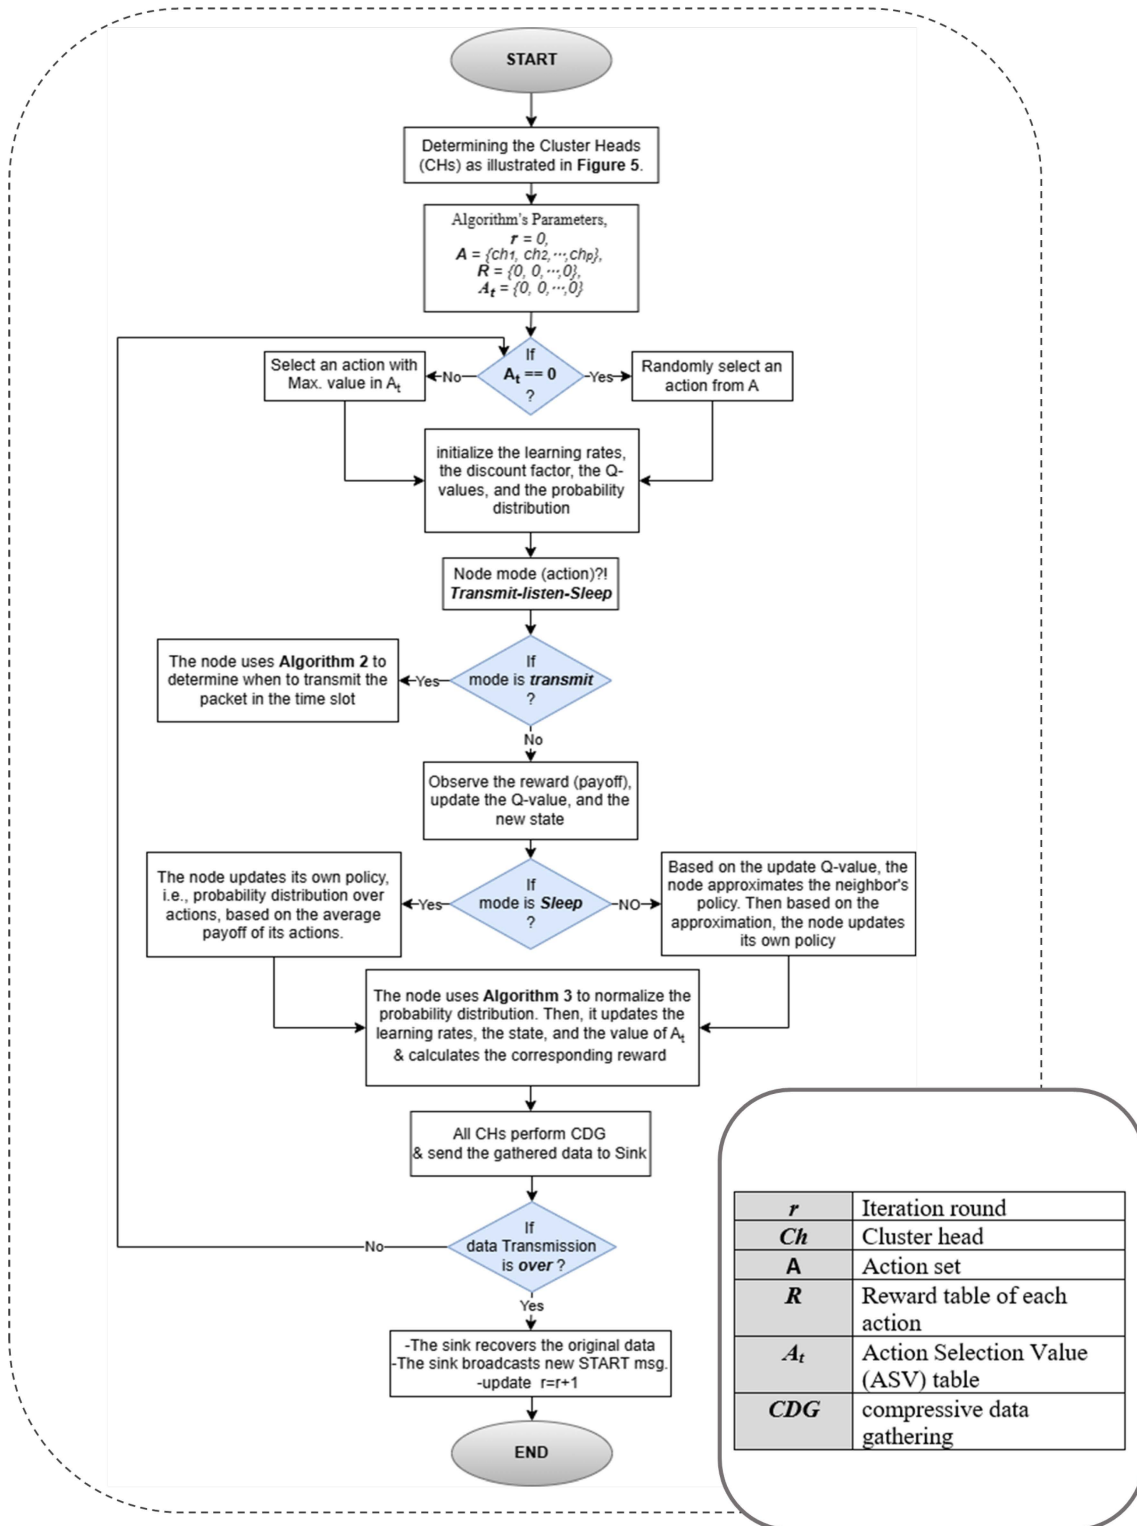 START
Determining the Cluster Heads
(CHs) as illustrated in Figure 5.
Algorithm's Parameters,
r = 0,
A = {ch1, ch2,···,chp},
R = {0, 0,···,0},
At = {0, 0,···,0}
If
At == 0
?
No
Yes
Select an action with
Max. value in At
Randomly select an
action from A
initialize the learning rates,
the discount factor, the Q-
values, and the probability
distribution
Node mode (action)?!
Transmit-listen-Sleep
If
mode is transmit
?
Yes
The node uses Algorithm 2 to
determine when to transmit the
packet in the time slot
No
Observe the reward (payoff),
update the Q-value, and the
new state
If
mode is Sleep
?
Yes
NO
The node updates its own policy,
i.e., probability distribution over
actions, based on the average
payoff of its actions.
Based on the update Q-value, the
node approximates the neighbor's
policy. Then based on the
approximation, the node updates
its own policy
The node uses Algorithm 3 to normalize the
probability distribution. Then, it updates the
learning rates, the state, and the value of At
& calculates the corresponding reward
All CHs perform CDG
& send the gathered data to Sink
If
data Transmission
is over ?
No
Yes
-The sink recovers the original data
-The sink broadcasts new START msg.
-update r=r+1
END
r Iteration round
Ch Cluster head
A Action set
R Reward table of each
action
At Action Selection Value
(ASV) table
CDG compressive data
gathering